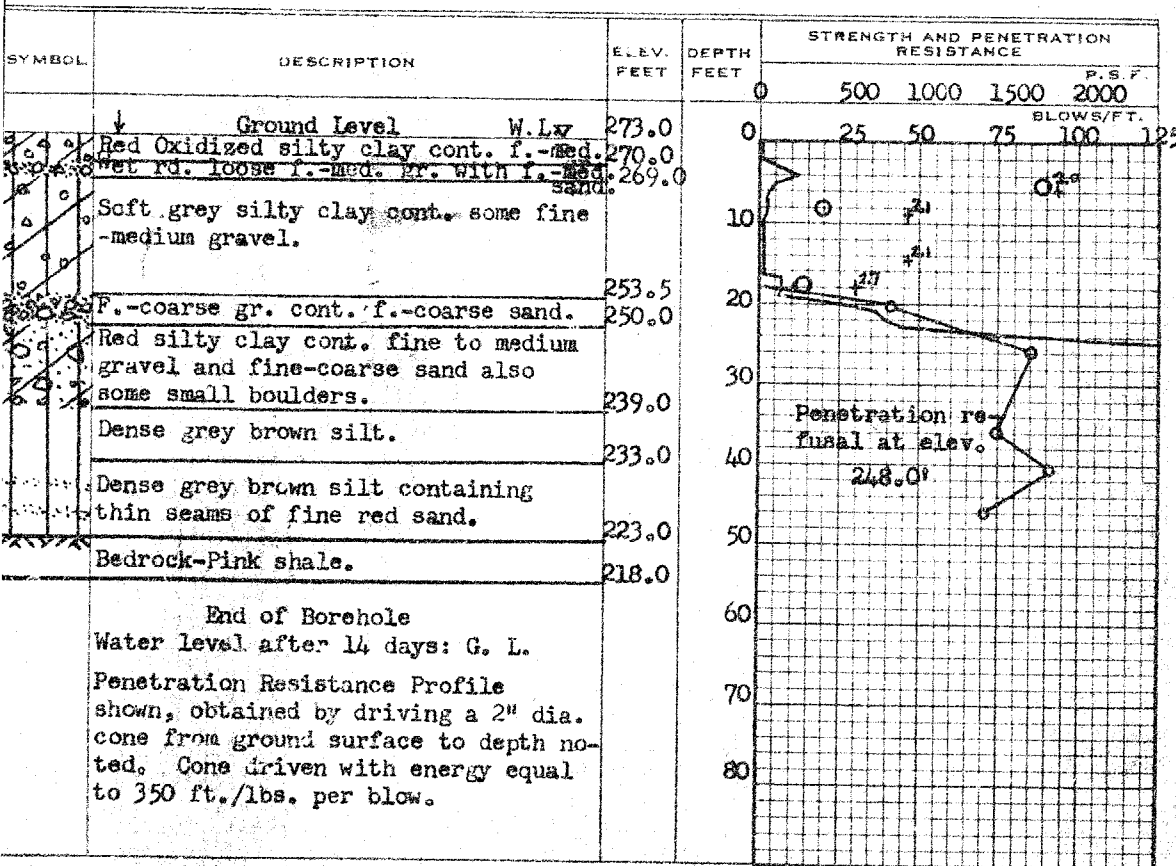 SYMBOL DESCRIPTION ELEV. FEET DEPTH FEET STRENGTH AND PENETRATION RESISTANCE
P.S.F.
0 500 1000 1500 2000
BLOWS/FT.
0 25 50 75 100 125
Ground Level W.L. 273.0
Red Oxidized silty clay cont. f.-med. 270.0
Wet rd. loose f.-med. gr. with f.-med. sand. 269.0
Soft grey silty clay cont. some fine
-medium gravel.
253.5
F.-coarse gr. cont. f.-coarse sand. 250.0
Red silty clay cont. fine to medium
gravel and fine-coarse sand also
some small boulders. 239.0
Dense grey brown silt.
233.0
Dense grey brown silt containing
thin seams of fine red sand.
223.0
Bedrock-Pink shale.
218.0
End of Borehole
Water level after 14 days: G. L.
Penetration Resistance Profile
shown, obtained by driving a 2" dia.
cone from ground surface to depth no-
ted. Cone driven with energy equal
to 350 ft./lbs. per blow.
10
20
30
40
50
60
70
80
2.1
2.1
2.7
Penetration re-
fusal at elev.
248.0'